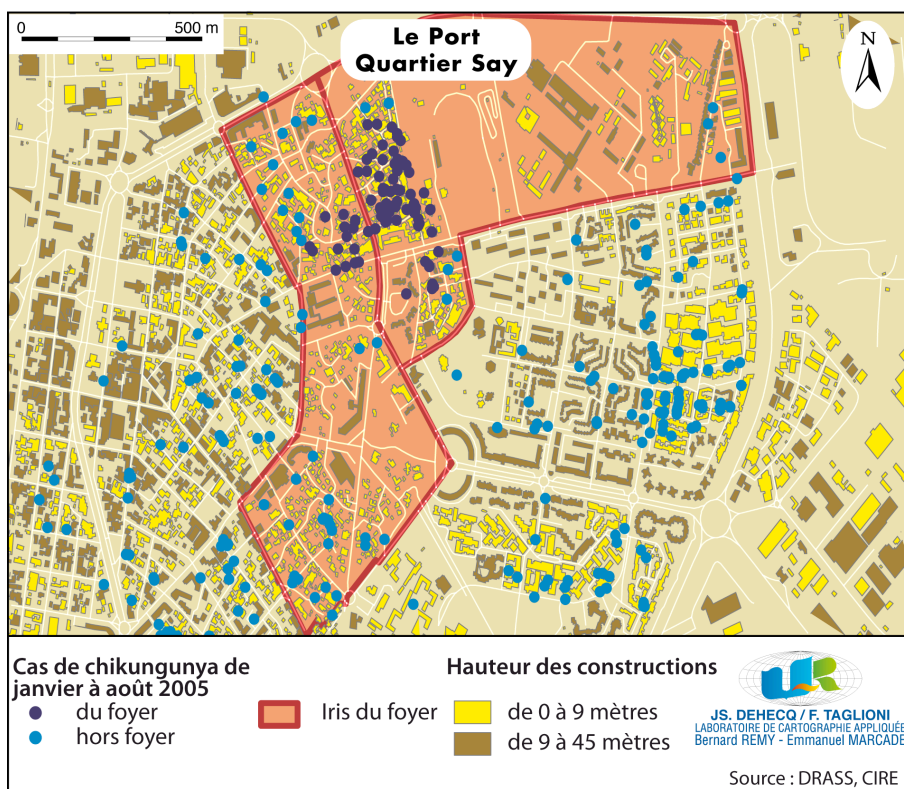 0 500 m
Le Port
Quartier Say
N
Cas de chikungunya de
janvier à août 2005
du foyer
hors foyer
Iris du foyer
Hauteur des constructions
de 0 à 9 mètres
de 9 à 45 mètres
UR
JS. DEHECQ / F. TAGLIONI
LABORATOIRE DE CARTOGRAPHIE APPLIQUÉE
Bernard REMY - Emmanuel MARCADE
Source : DRASS, CIRE